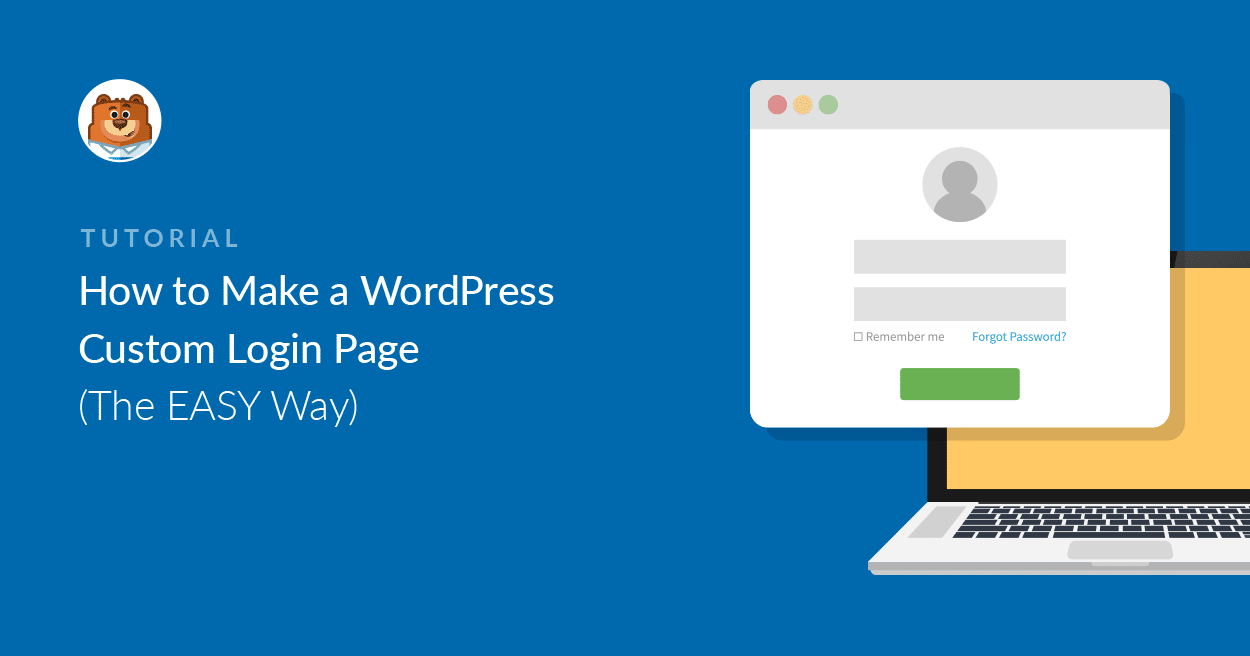 TUTORIAL
How to Make a WordPress
Custom Login Page
(The EASY Way)
☐ Remember me
Forgot Password?